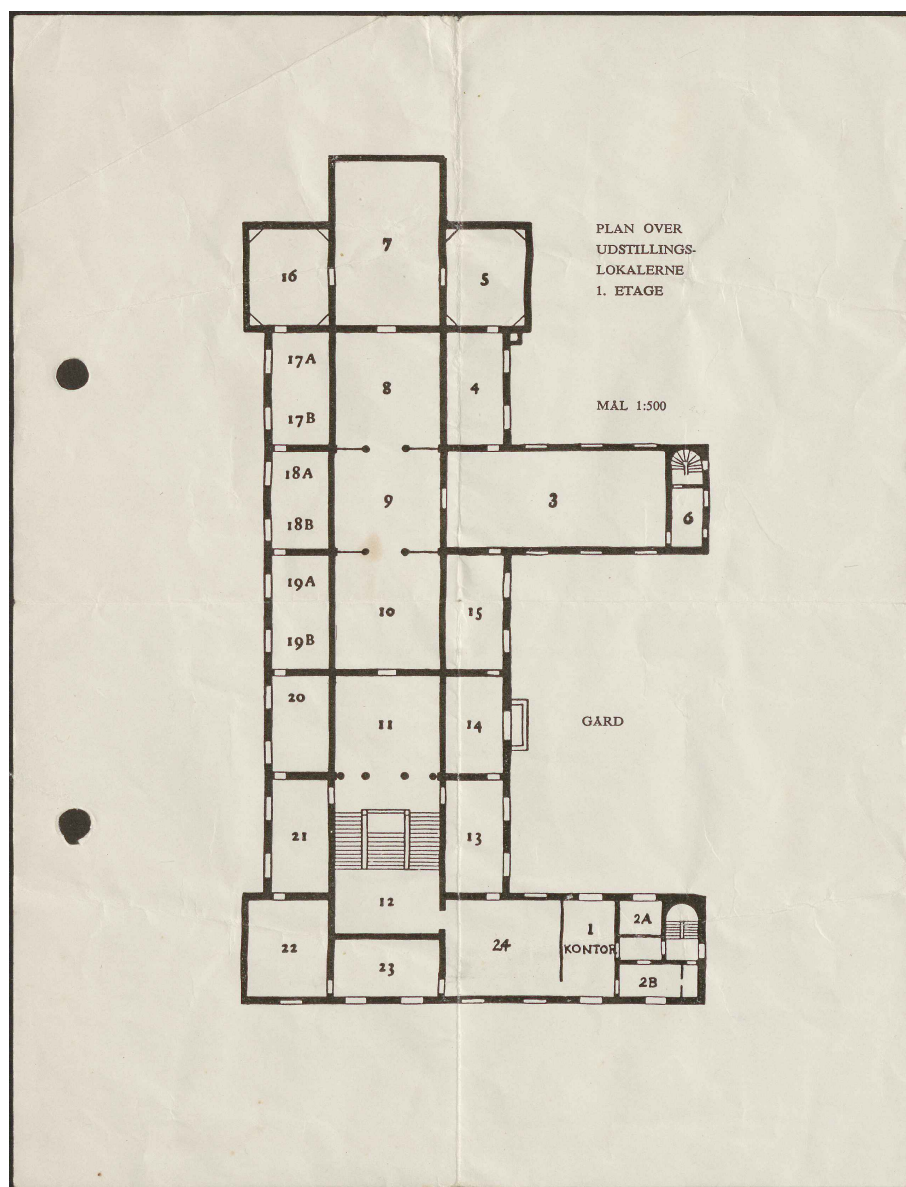 PLAN OVER
UDSTILLINGS-
LOKALERNE
1. ETAGE
7
16
5
17A
8
4
17B
MÅL 1:500
18A
9
3
18B
6
19A
10
15
19B
20
11
14
GÅRD
21
13
12
1
2A
22
24
KONTOR
23
2B